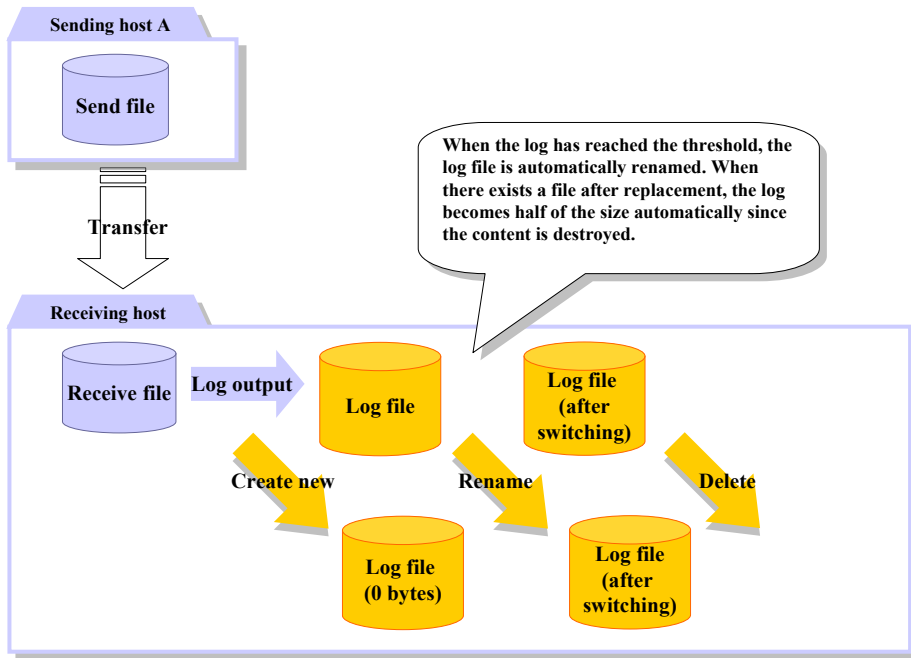 Sending host A
Send file
When the log has reached the threshold, the
log file is automatically renamed. When
there exists a file after replacement, the log
becomes half of the size automatically since
the content is destroyed.
Transfer
Receiving host
Receive file
Log output
Log file
Log file
(after
switching)
Create new
Rename
Delete
Log file
(0 bytes)
Log file
(after
switching)